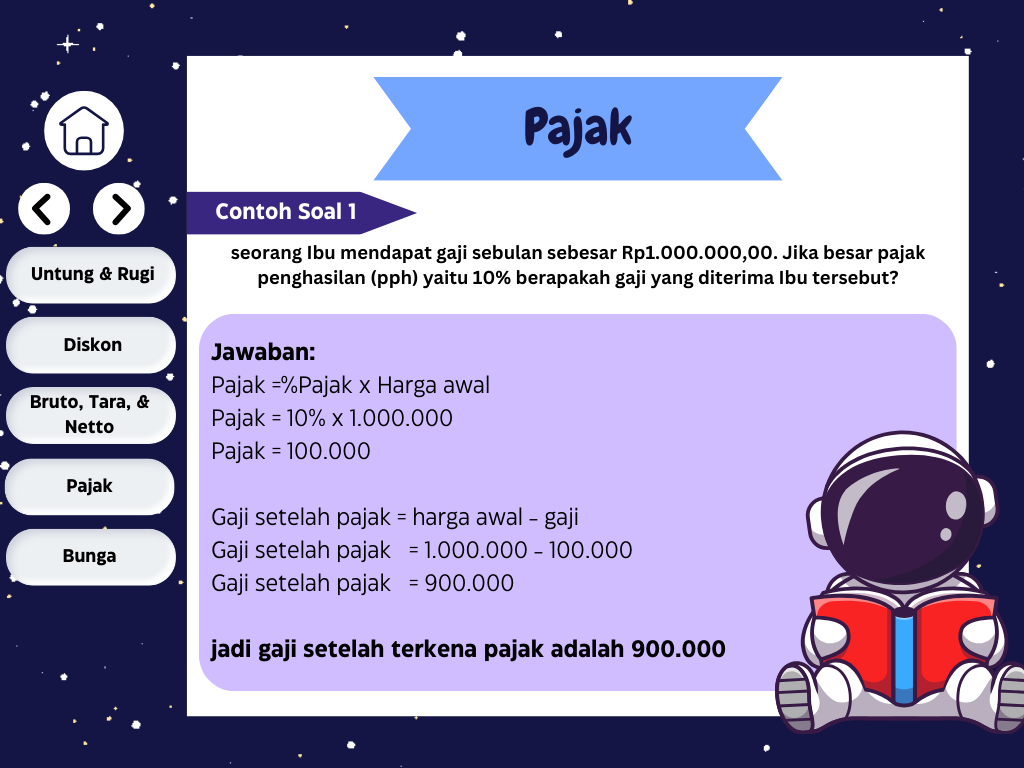 Pajak
Contoh Soal 1
seorang Ibu mendapat gaji sebulan sebesar Rp1.000.000,00. Jika besar pajak
penghasilan (pph) yaitu 10% berapakah gaji yang diterima Ibu tersebut?
Untung & Rugi
Diskon
Bruto, Tara, &
Netto
Pajak
Bunga
Jawaban:
Pajak =%Pajak x Harga awal
Pajak = 10% x 1.000.000
Pajak = 100.000
Gaji setelah pajak = harga awal - gaji
Gaji setelah pajak = 1.000.000 - 100.000
Gaji setelah pajak = 900.000
jadi gaji setelah terkena pajak adalah 900.000